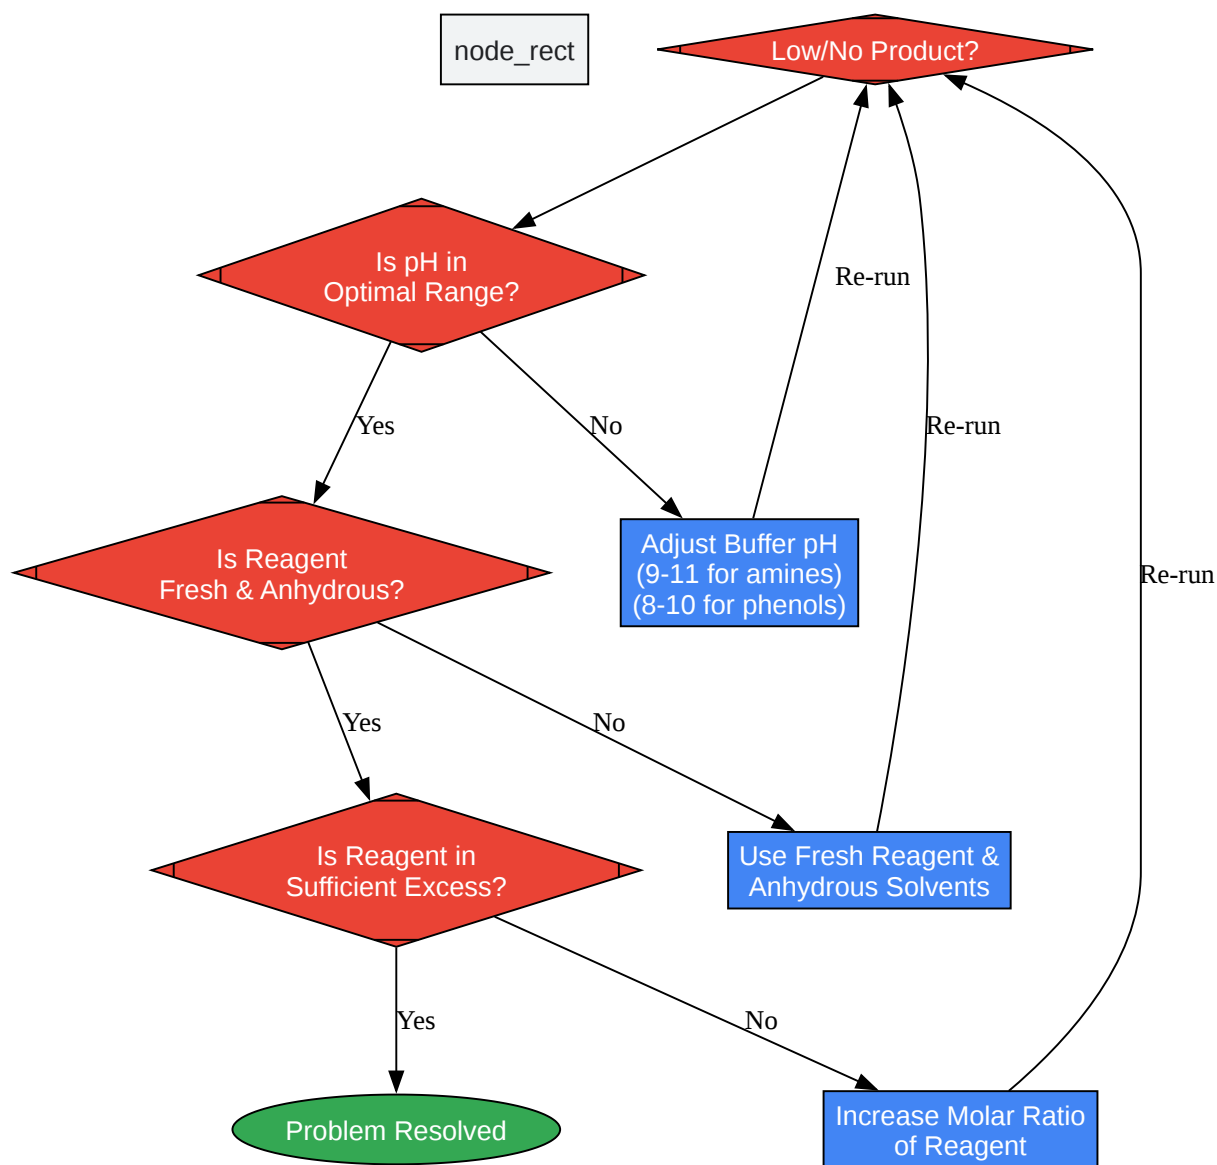 node_rect
Low/No Product?
Is pH in
Optimal Range?
Re-run
Yes
No
Re-run
Is Reagent
Fresh & Anhydrous?
Adjust Buffer pH
(9-11 for amines)
(8-10 for phenols)
Re-run
Yes
No
Is Reagent in
Sufficient Excess?
Use Fresh Reagent &
Anhydrous Solvents
Yes
No
Problem Resolved
Increase Molar Ratio
of Reagent